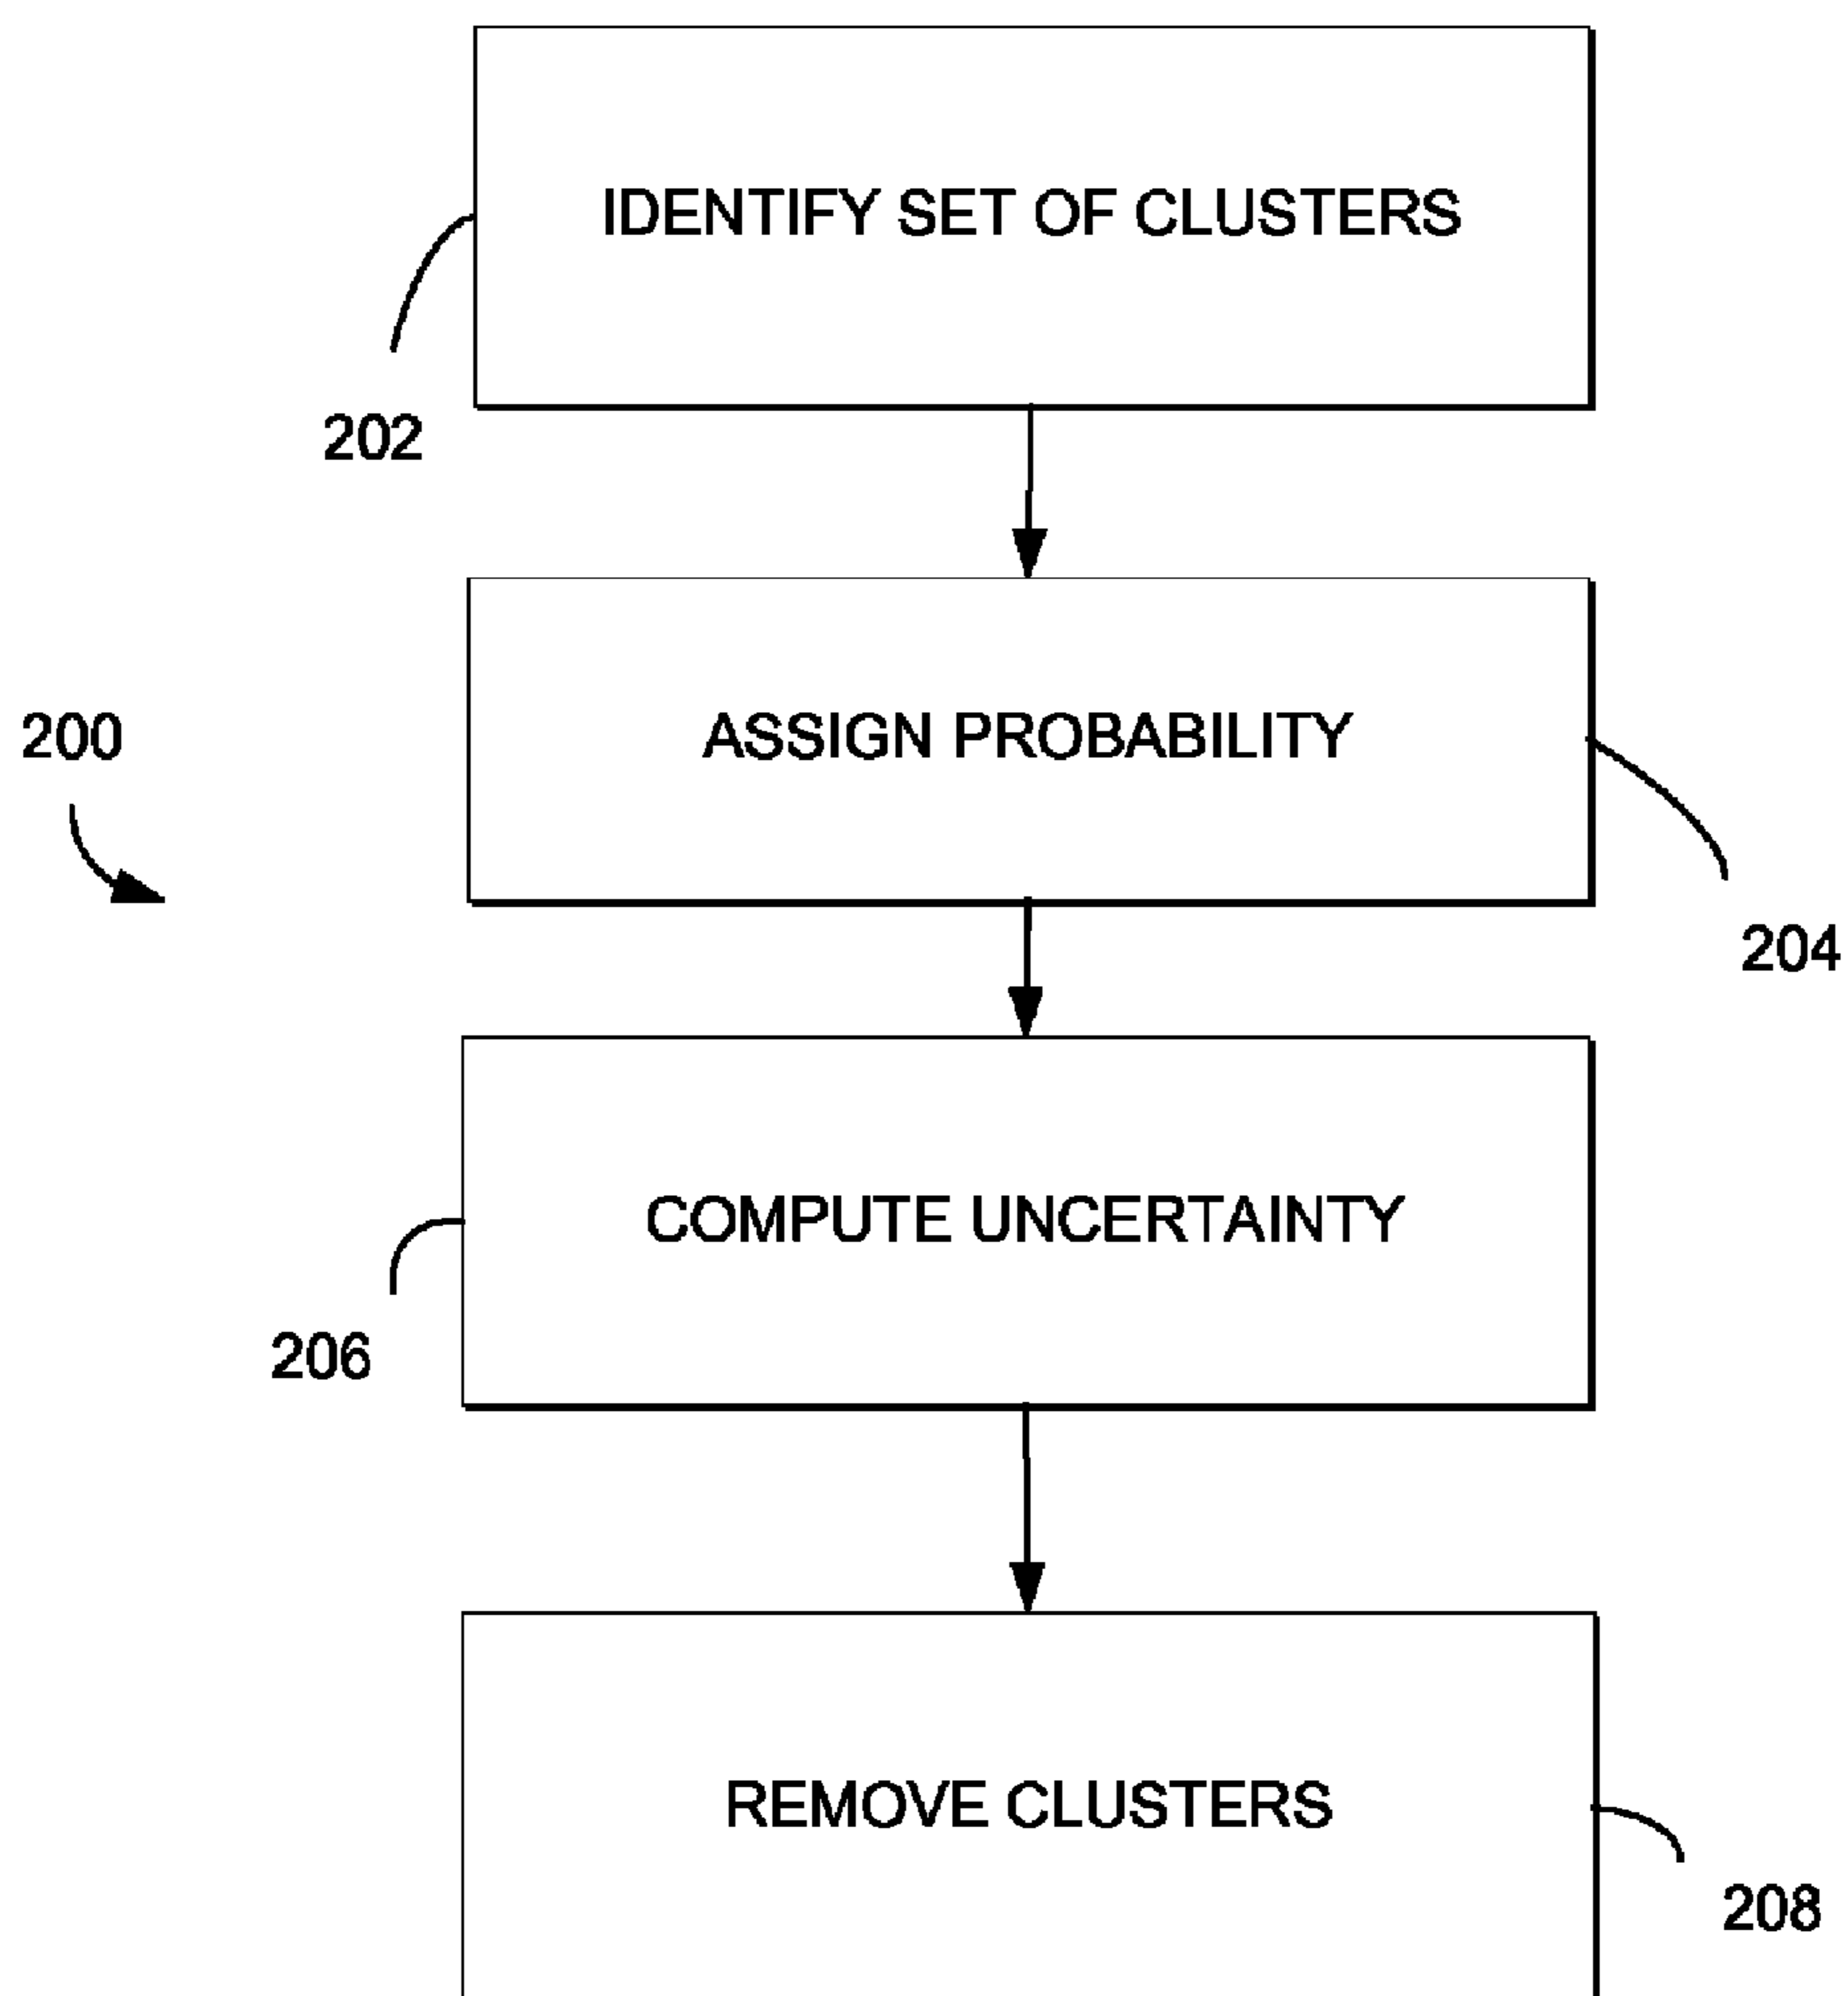 IDENTIFY SET OF CLUSTERS
202
ASSIGN PROBABILITY
200
204
COMPUTE UNCERTAINTY
206
REMOVE CLUSTERS
208